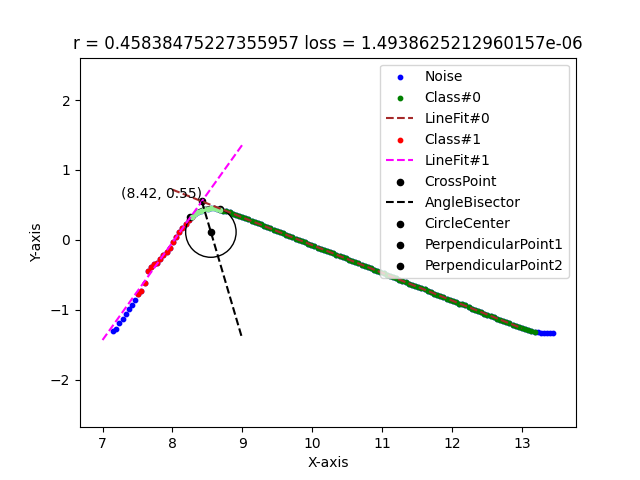 r = 0.45838475227355957 loss = 1.4938625212960157e-06
Noise
Class#0
LineFit#0
Class#1
LineFit#1
CrossPoint
AngleBisector
CircleCenter
PerpendicularPoint1
PerpendicularPoint2
(8.42, 0.55)
Y-axis
2
1
0
−1
−2
7 8 9 10 11 12 13
X-axis